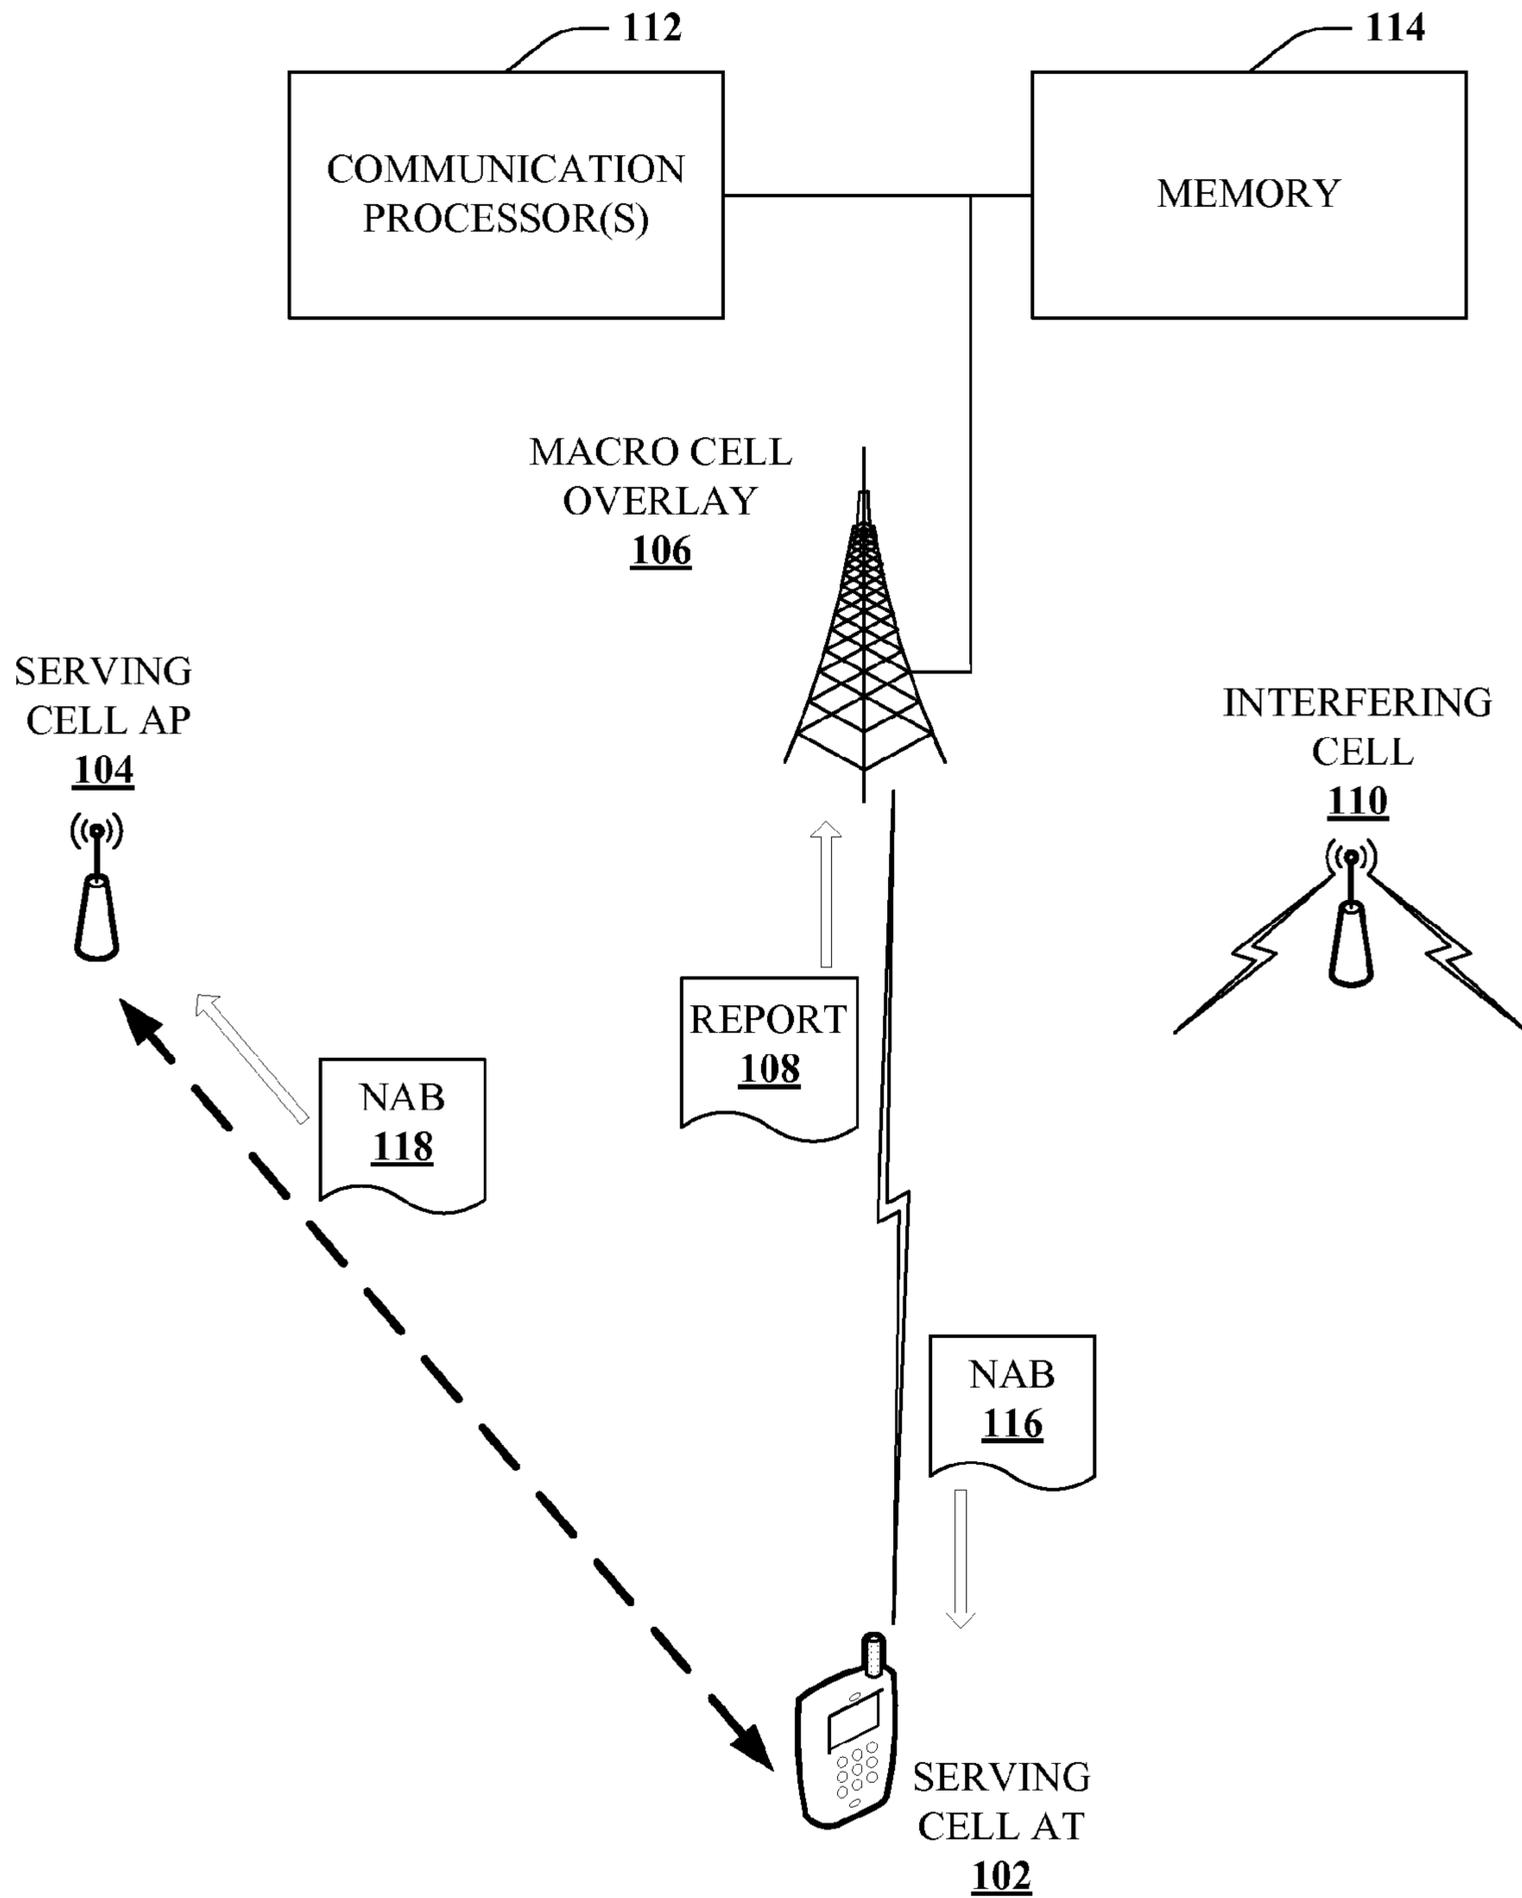 112
114
COMMUNICATION
PROCESSOR(S)
MEMORY
MACRO CELL
OVERLAY
106
SERVING
CELL AP
104
INTERFERING
CELL
110
REPORT
108
NAB
118
NAB
116
SERVING
CELL AT
102